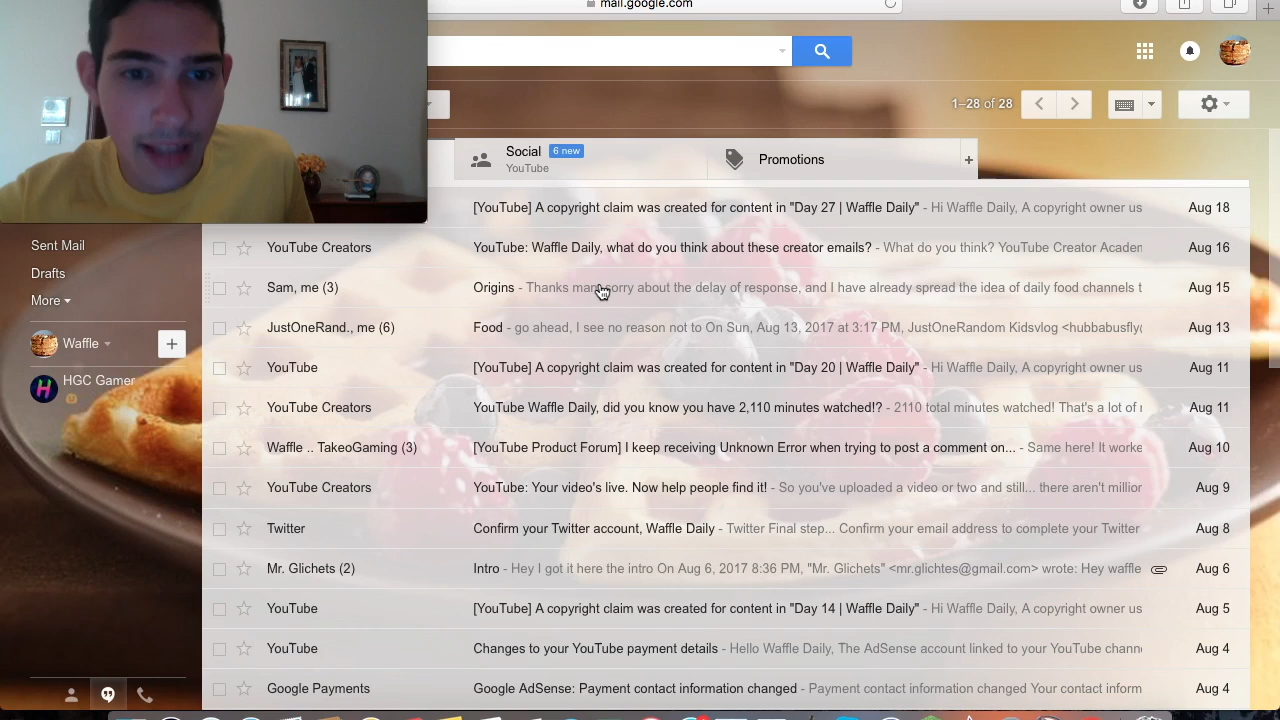 mail.google.com
1–28 of 28
Social 6 new
YouTube
Promotions
[YouTube] A copyright claim was created for content in "Day 27 | Waffle Daily" - Hi Waffle Daily, A copyright owner us Aug 18
Sent Mail
YouTube Creators YouTube: Waffle Daily, what do you think about these creator emails? - What do you think? YouTube Creator Academ Aug 16
Drafts
Sam, me (3) Origins - Thanks man, sorry about the delay of response, and I have already spread the idea of daily food channels t Aug 15
More
JustOneRand., me (6) Food - go ahead, I see no reason not to On Sun, Aug 13, 2017 at 3:17 PM, JustOneRandom Kidsvlog <hubbabusfly( Aug 13
Waffle
YouTube [YouTube] A copyright claim was created for content in "Day 20 | Waffle Daily" - Hi Waffle Daily, A copyright owner us Aug 11
HGC Gamer
YouTube Creators YouTube Waffle Daily, did you know you have 2,110 minutes watched!? - 2110 total minutes watched! That's a lot of Aug 11
Waffle .. TakeoGaming (3) [YouTube Product Forum] I keep receiving Unknown Error when trying to post a comment on... - Same here! It worke Aug 10
YouTube Creators YouTube: Your video's live. Now help people find it! - So you've uploaded a video or two and still... there aren't million Aug 9
Twitter Confirm your Twitter account, Waffle Daily - Twitter Final step... Confirm your email address to complete your Twitter Aug 8
Mr. Glichets (2) Intro - Hey I got it here the intro On Aug 6, 2017 8:36 PM, "Mr. Glichets" <mr.glichtes@gmail.com> wrote: Hey waffle Aug 6
YouTube [YouTube] A copyright claim was created for content in "Day 14 | Waffle Daily" - Hi Waffle Daily, A copyright owner us Aug 5
YouTube Changes to your YouTube payment details - Hello Waffle Daily, The AdSense account linked to your YouTube chann Aug 4
Google Payments Google AdSense: Payment contact information changed - Payment contact information changed Your contact inform Aug 4